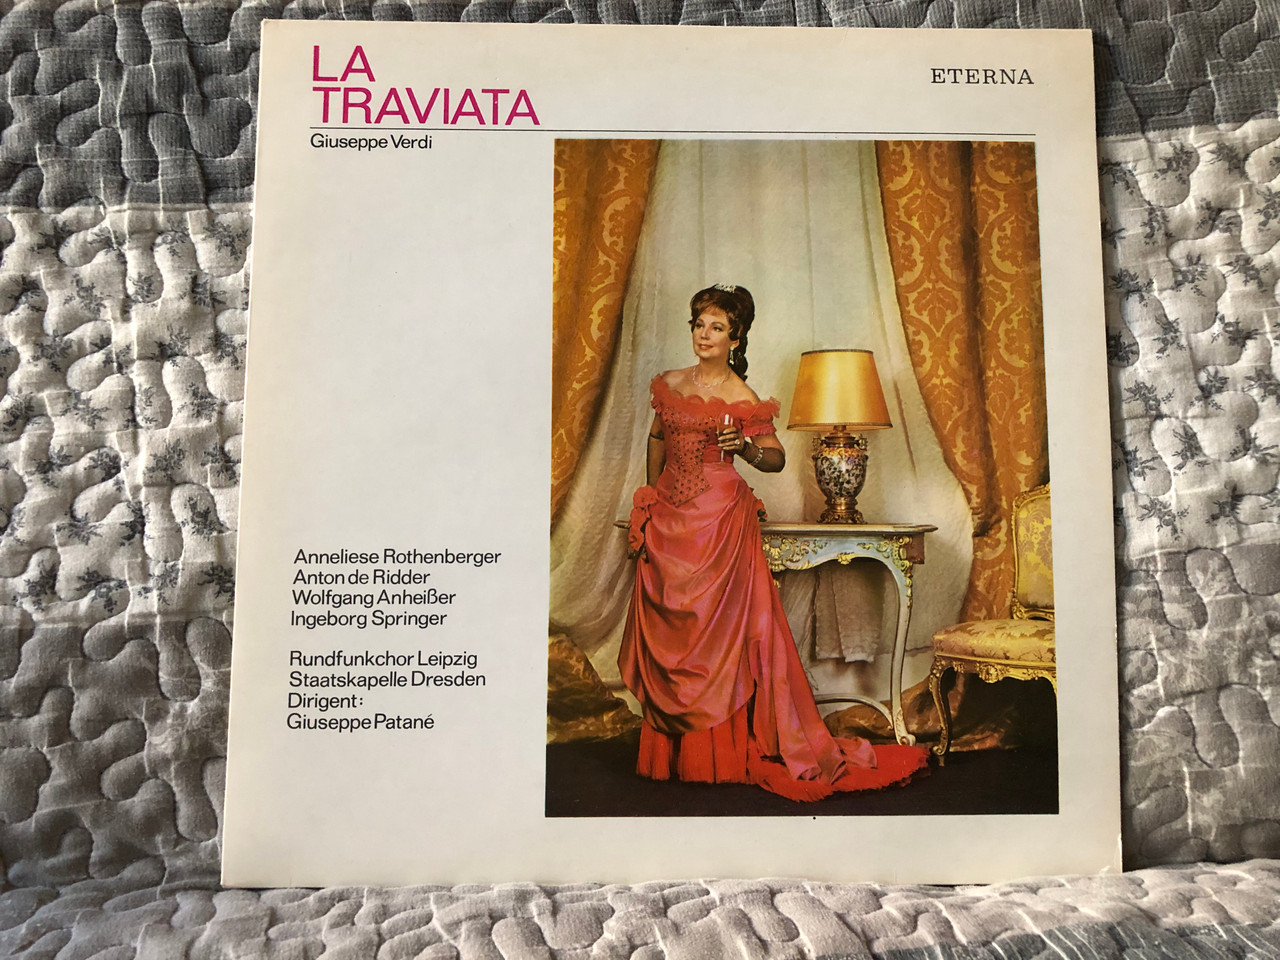 LA
TRAVIATA
ETERNA
Giuseppe Verdi
Anneliese Rothenberger
Anton de Ridder
Wolfgang Anheißer
Ingeborg Springer
Rundfunkchor Leipzig
Staatskapelle Dresden
Dirigent:
Giuseppe Patané